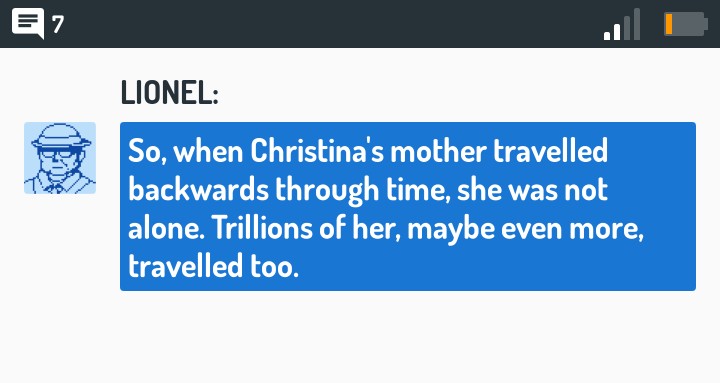 7
LIONEL:
So, when Christina's mother travelled
backwards through time, she was not
alone. Trillions of her, maybe even more,
travelled too.